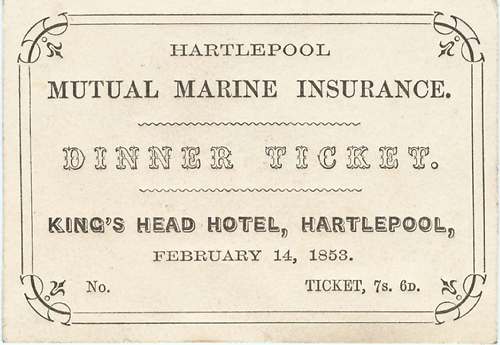 HARTLEPOOL
MUTUAL MARINE INSURANCE.
DINNER TICKET.
KING'S HEAD HOTEL, HARTLEPOOL,
FEBRUARY 14, 1853.
No. TICKET, 7s. 6D.